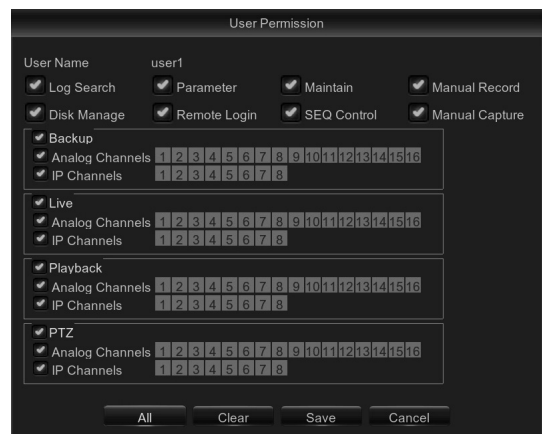 User Permission
User Name user1
Log Search Parameter Maintain Manual Record
Disk Manage Remote Login SEQ Control Manual Capture
Backup
Analog Channels 1 2 3 4 5 6 7 8 9 10 11 12 13 14 15 16
IP Channels 1 2 3 4 5 6 7 8
Live
Analog Channels 1 2 3 4 5 6 7 8 9 10 11 12 13 14 15 16
IP Channels 1 2 3 4 5 6 7 8
Playback
Analog Channels 1 2 3 4 5 6 7 8 9 10 11 12 13 14 15 16
IP Channels 1 2 3 4 5 6 7 8
PTZ
Analog Channels 1 2 3 4 5 6 7 8 9 10 11 12 13 14 15 16
IP Channels 1 2 3 4 5 6 7 8
All Clear Save Cancel